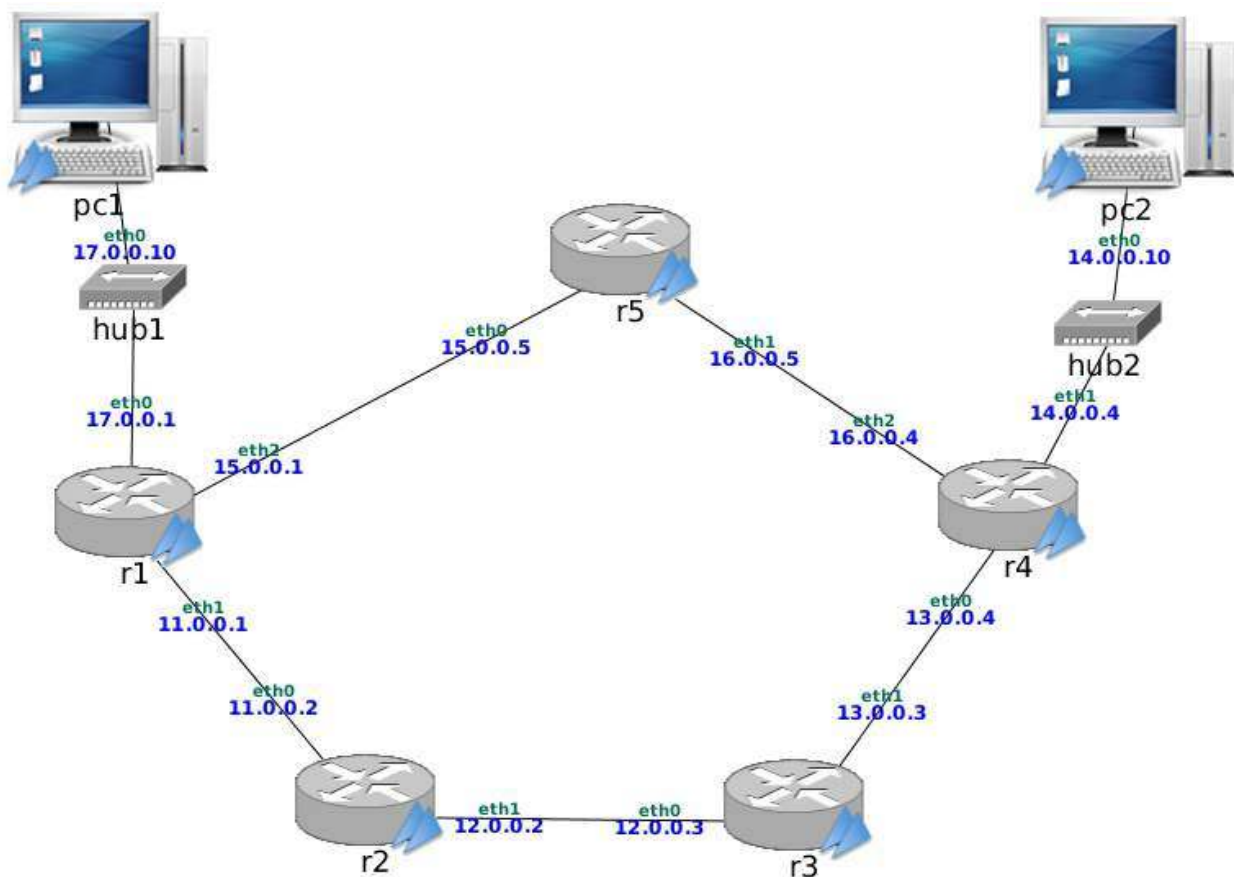 pc1
eth0
17.0.0.10
hub1
eth0
17.0.0.1
r1
eth2
15.0.0.1
eth0
15.0.0.5
r5
eth1
16.0.0.5
eth2
16.0.0.4
pc2
eth0
14.0.0.10
hub2
eth1
14.0.0.4
r4
eth1
11.0.0.1
eth0
11.0.0.2
r2
eth1
12.0.0.2
eth0
12.0.0.3
r3
eth1
13.0.0.3
eth0
13.0.0.4